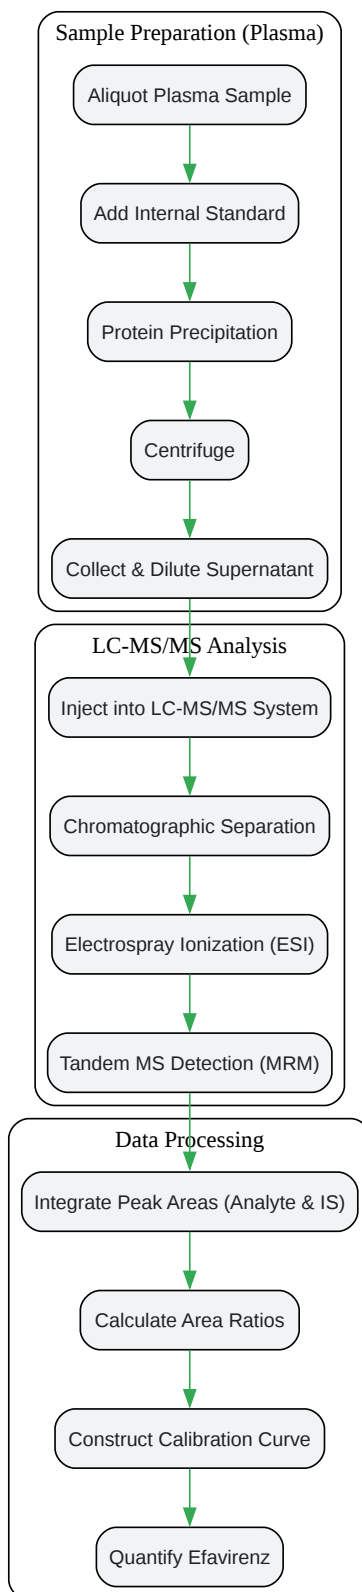 Sample Preparation (Plasma)
Aliquot Plasma Sample
Add Internal Standard
Protein Precipitation
Centrifuge
Collect & Dilute Supernatant
LC-MS/MS Analysis
Inject into LC-MS/MS System
Chromatographic Separation
Electrospray Ionization (ESI)
Tandem MS Detection (MRM)
Data Processing
Integrate Peak Areas (Analyte & IS)
Calculate Area Ratios
Construct Calibration Curve
Quantify Efavirenz